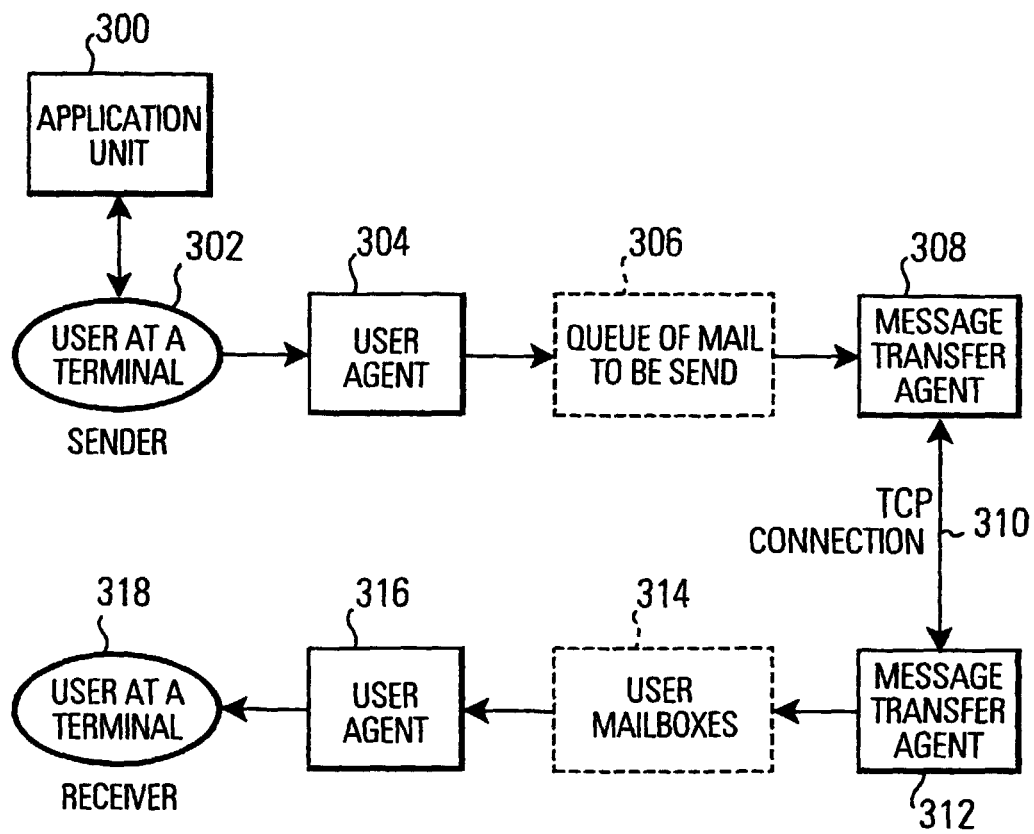 300
APPLICATION
UNIT
302
304
306
308
USER AT A
TERMINAL
USER
AGENT
QUEUE OF MAIL
TO BE SEND
MESSAGE
TRANSFER
AGENT
SENDER
TCP
CONNECTION
310
318
316
314
USER AT A
TERMINAL
USER
AGENT
USER
MAILBOXES
MESSAGE
TRANSFER
AGENT
RECEIVER
312